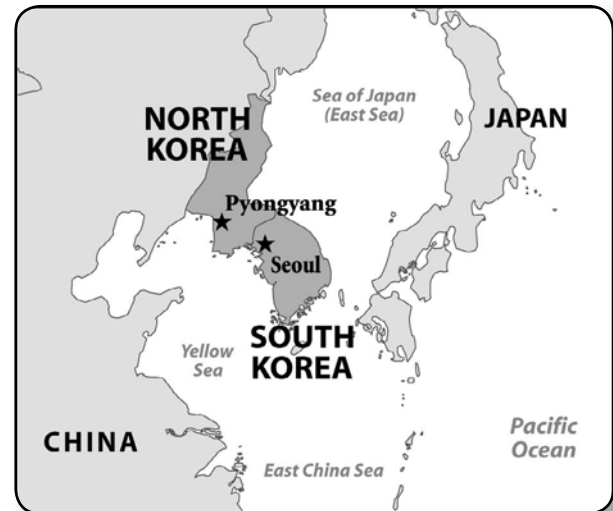 Sea of Japan
(East Sea)
NORTH
KOREA
JAPAN
Pyongyang
Seoul
SOUTH
KOREA
Yellow
Sea
CHINA
Pacific
Ocean
East China Sea